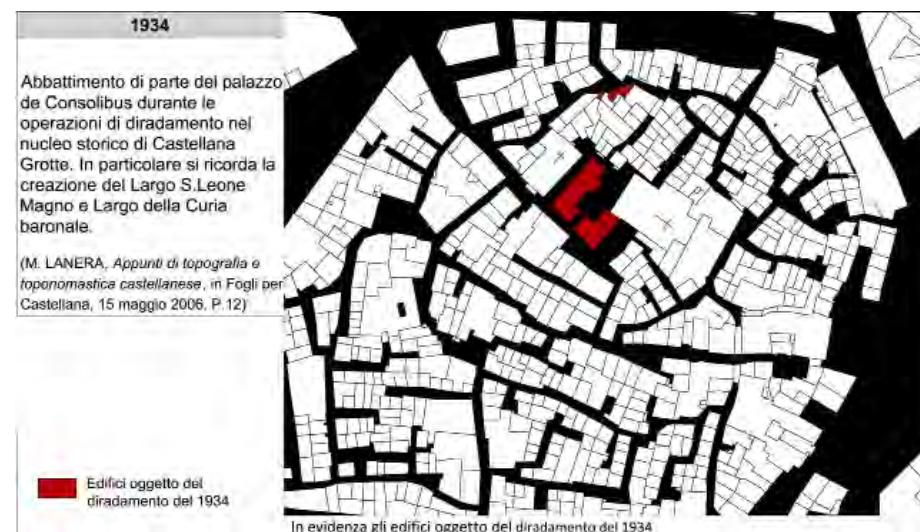 1934
Abbattimento di parte del palazzo
de Consolibus durante le
operazioni di diradamento nel
nucleo storico di Castellana
Grotte. In particolare si ricorda la
creazione del Largo S.Leone
Magno e Largo della Curia
baronale.
(M. LANERA, Appunti di topografia e
toponomastica castellanese, in Fogli per
Castellana, 15 maggio 2006. P.12)
Edifici oggetto del
diradamento del 1934
In evidenza gli edifici oggetto del diradamento del 1934